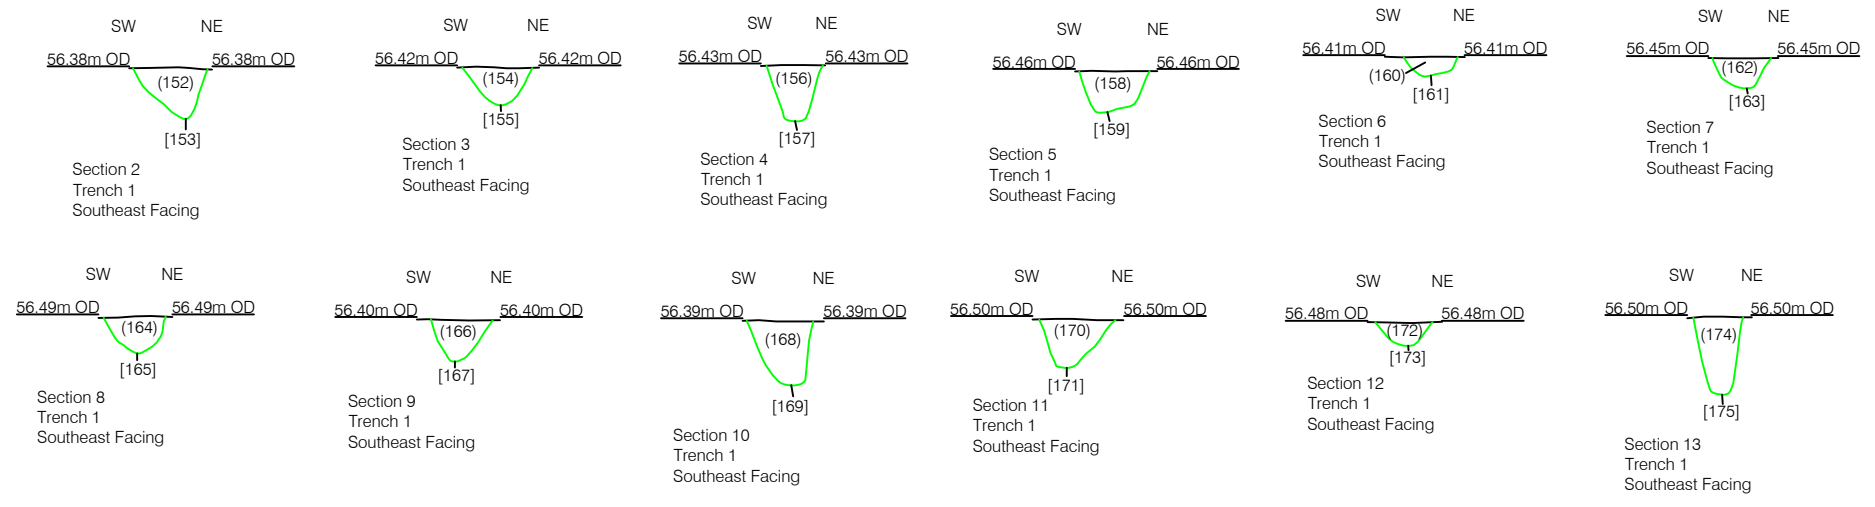 SW NE
56.38m OD 56.38m OD
(152)
[153]
Section 2
Trench 1
Southeast Facing
SW NE
56.42m OD 56.42m OD
(154)
[155]
Section 3
Trench 1
Southeast Facing
SW NE
56.43m OD 56.43m OD
(156)
[157]
Section 4
Trench 1
Southeast Facing
SW NE
56.46m OD 56.46m OD
(158)
[159]
Section 5
Trench 1
Southeast Facing
SW NE
56.41m OD 56.41m OD
(160)
[161]
Section 6
Trench 1
Southeast Facing
SW NE
56.45m OD 56.45m OD
(162)
[163]
Section 7
Trench 1
Southeast Facing
SW NE
56.49m OD 56.49m OD
(164)
[165]
Section 8
Trench 1
Southeast Facing
SW NE
56.40m OD 56.40m OD
(166)
[167]
Section 9
Trench 1
Southeast Facing
SW NE
56.39m OD 56.39m OD
(168)
[169]
Section 10
Trench 1
Southeast Facing
SW NE
56.50m OD 56.50m OD
(170)
[171]
Section 11
Trench 1
Southeast Facing
SW NE
56.48m OD 56.48m OD
(172)
[173]
Section 12
Trench 1
Southeast Facing
SW NE
56.50m OD 56.50m OD
(174)
[175]
Section 13
Trench 1
Southeast Facing